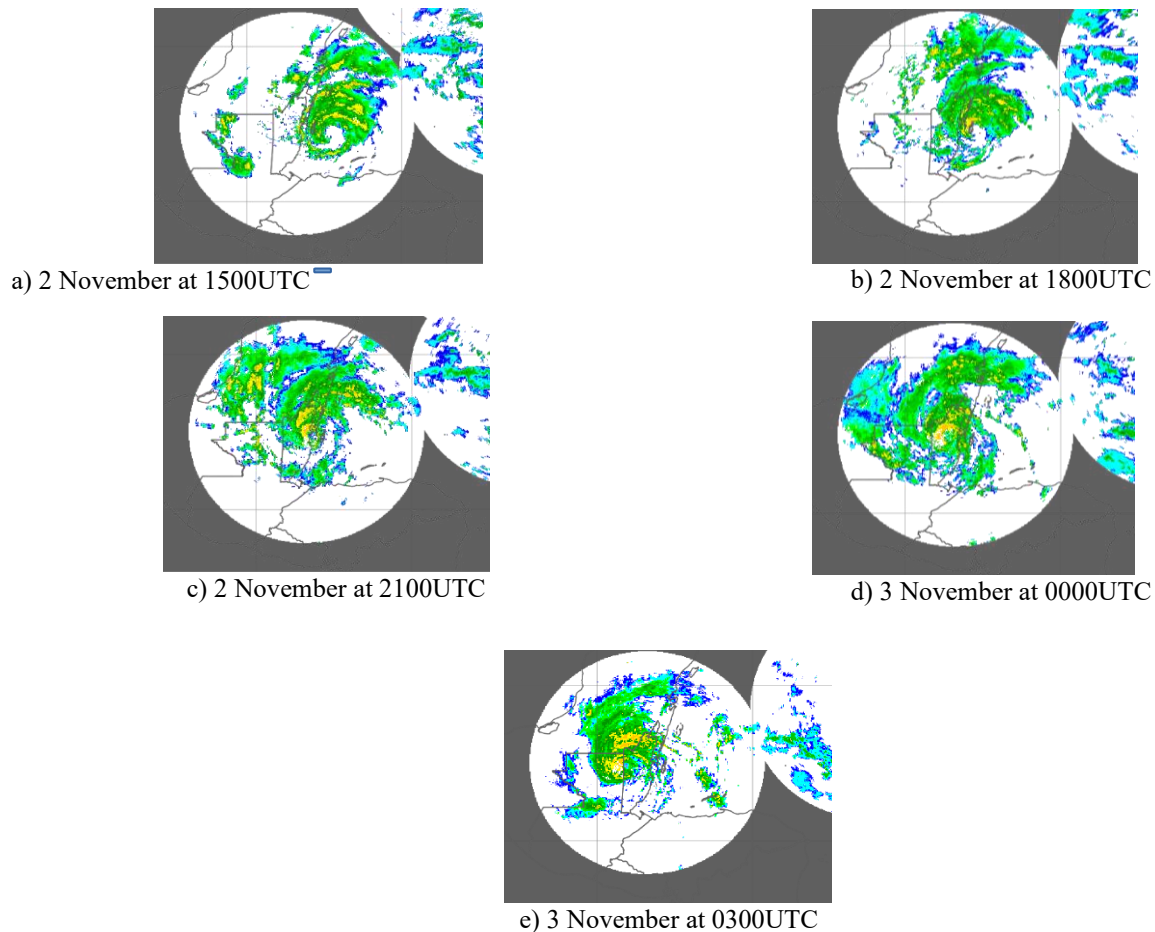 a) 2 November at 1500UTC
b) 2 November at 1800UTC
c) 2 November at 2100UTC
d) 3 November at 0000UTC
e) 3 November at 0300UTC